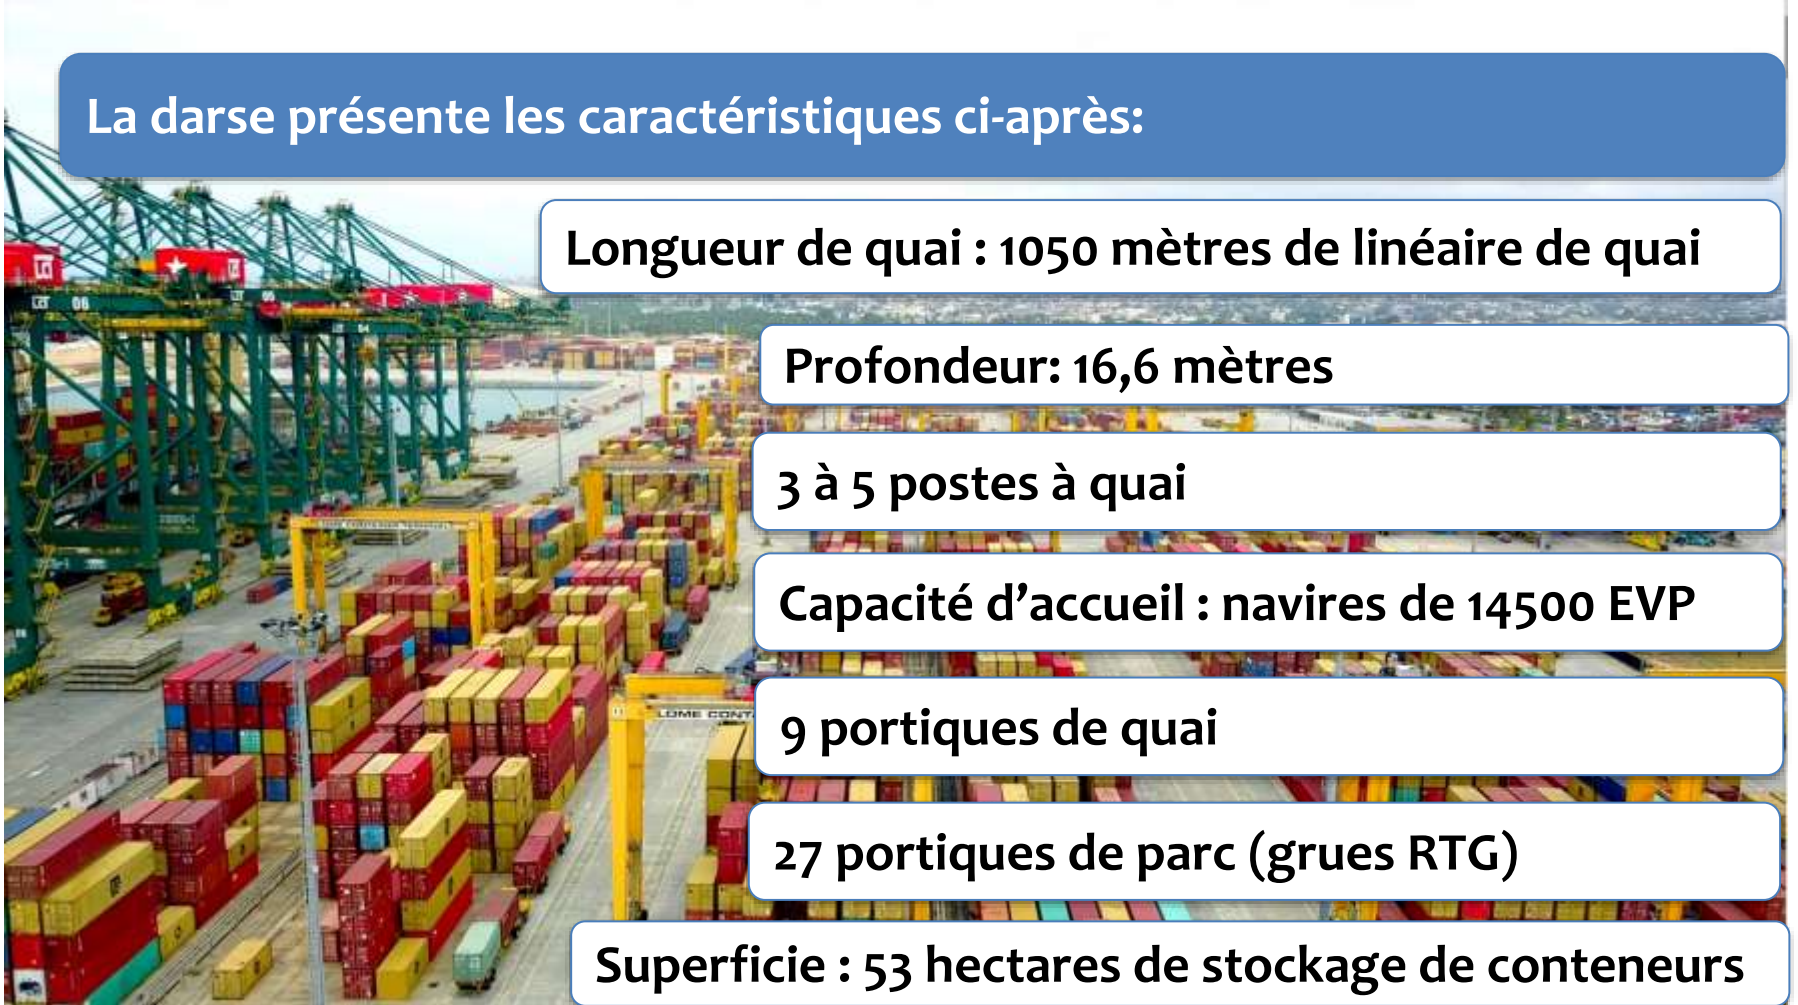 La darse présente les caractéristiques ci-après:
Longueur de quai : 1050 mètres de linéaire de quai
Profondeur: 16,6 mètres
3 à 5 postes à quai
Capacité d’accueil : navires de 14500 EVP
9 portiques de quai
LOME CONT
27 portiques de parc (grues RTG)
Superficie : 53 hectares de stockage de conteneurs